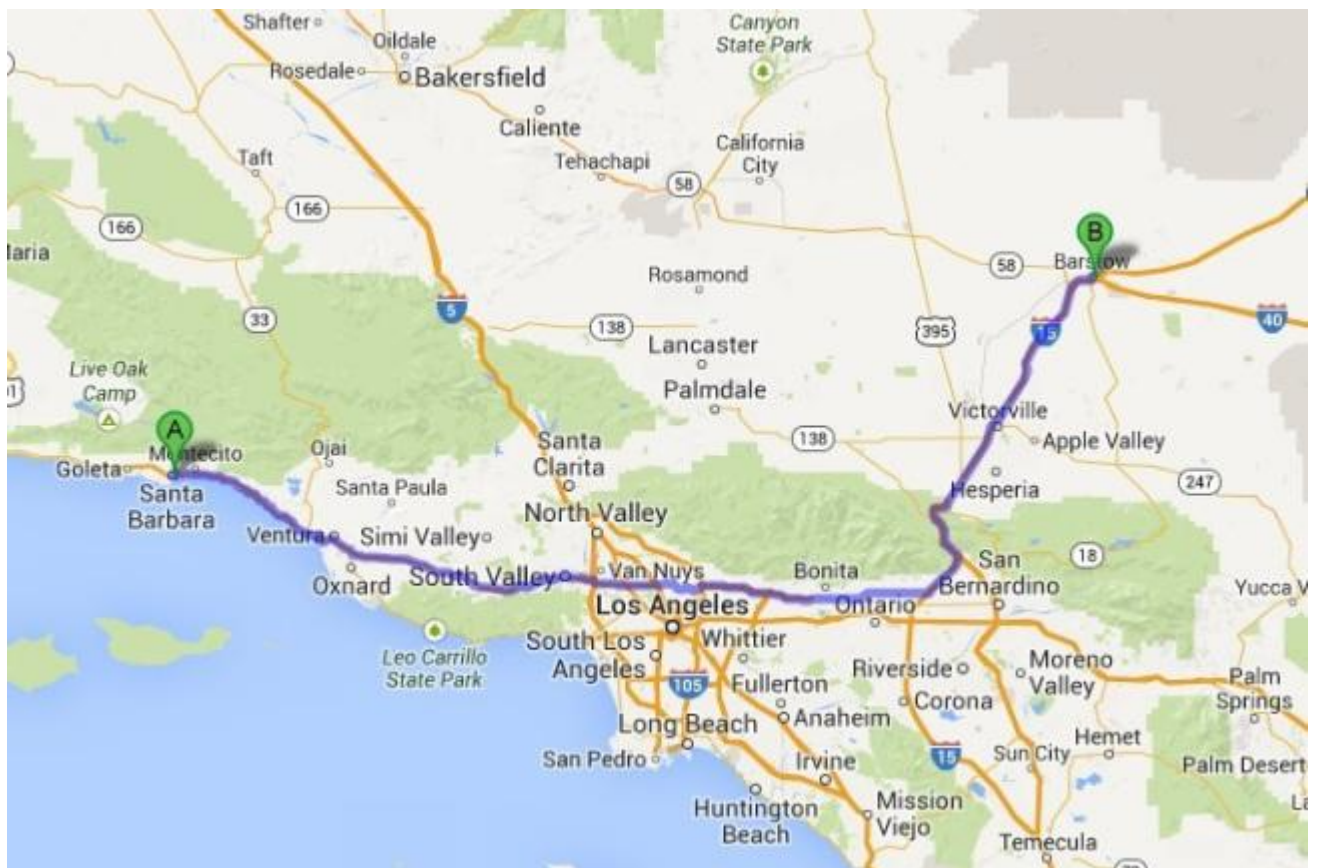 Shafter
Oildale
Canyon
State Park
Rosedale
Bakersfield
Caliente
California
City
Taft
Tehachapi
58
166
166
B
Barstow
58
Rosamond
5
33
138
395
15
40
Lancaster
Live Oak
Camp
Palmdale
A
Victorville
138
Apple Valley
Montecito
Ojai
Santa
Clarita
Goleta
Santa
Barbara
Santa Paula
Hesperia
247
North Valley
Ventura
Simi Valley
18
San
Bernardino
South Valley
Van Nuys
Bonita
Oxnard
Los Angeles
Ontario
Yucca V
South Los
Angeles
Whittier
Leo Carrillo
State Park
Riverside
Moreno
Valley
105
Fullerton
Palm
Springs
Corona
Long Beach
Anaheim
San Pedro
Irvine
15
Sun City
Hemet
Palm Desert
Huntington
Beach
Mission
Viejo
Temecula